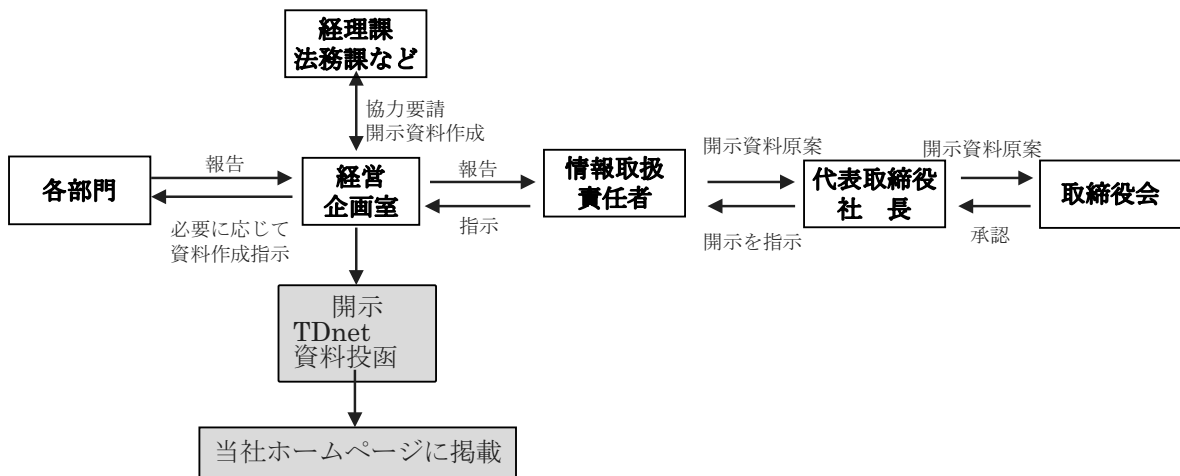 経理課
法務課など
協力要請
開示資料作成
各部門
報告
必要に応じて
資料作成指示
経営
企画室
報告
指示
情報取扱
責任者
開示資料原案
開示を指示
代表取締役
社　長
開示資料原案
承認
取締役会
開示
TDnet
資料投函
当社ホームページに掲載